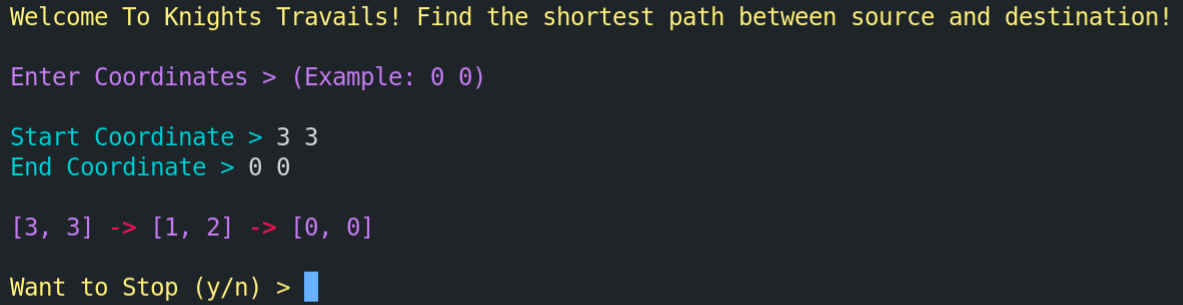 Welcome To Knights Travails! Find the shortest path between source and destination!
Enter Coordinates > (Example: 0 0)
Start Coordinate > 3 3
End Coordinate > 0 0
[3, 3] -> [1, 2] -> [0, 0]
Want to Stop (y/n) >